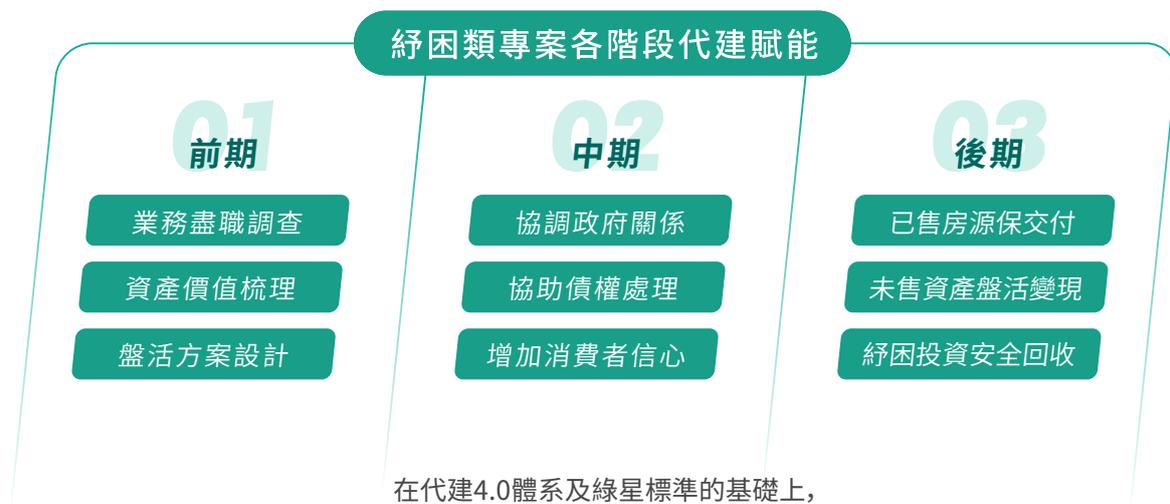 紓困類專案各階段代建賦能
01
前期
業務盡職調查
資產價值梳理
盤活方案設計
02
中期
協調政府關係
協助債權處理
增加消費者信心
03
後期
已售房源保交付
未售資產盤活變現
紓困投資安全回收
在代建4.0體系及綠星標準的基礎上，